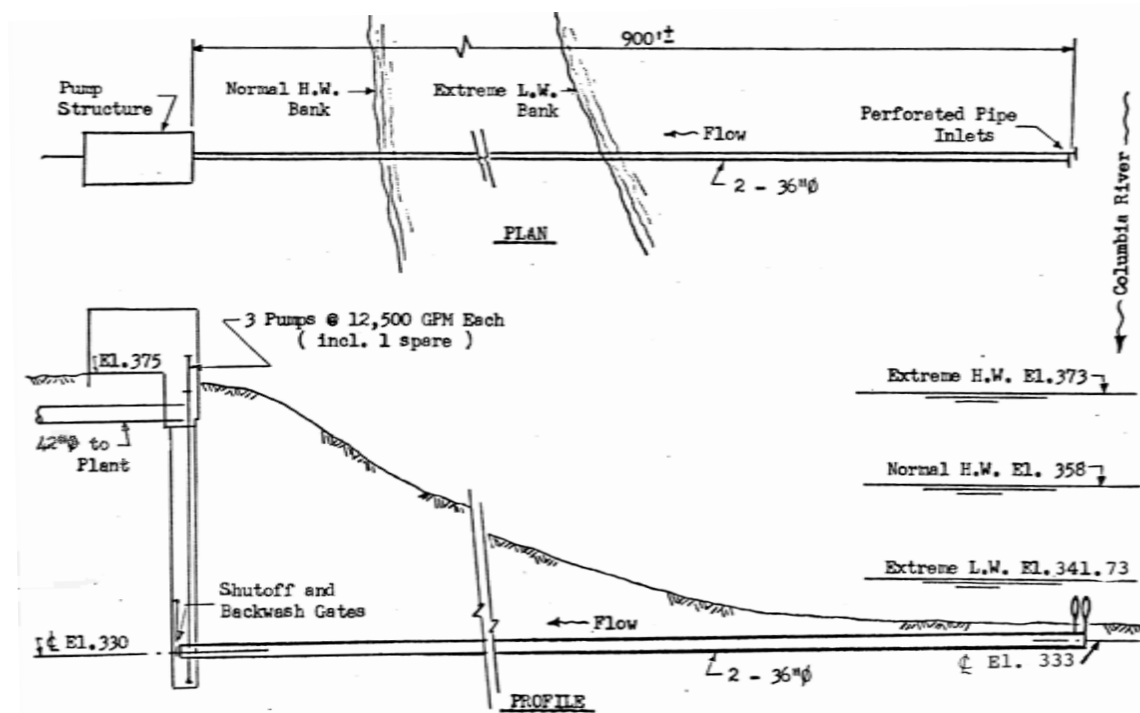 900'±
Pump
Structure
Normal H.W.
Bank
Extreme L.W.
Bank
Flow
Perforated Pipe
Inlets
2 - 36"Ø
PLAN
Columbia River
3 Pumps @ 12,500 GPM Each
( incl. 1 spare )
El.375
42"Ø to
Plant
Extreme H.W. El.373
Normal H.W. El. 358
Extreme L.W. El.341.73
Shutoff and
Backwash Gates
Flow
℄ El.330
℄ El. 333
2 - 36"Ø
PROFILE